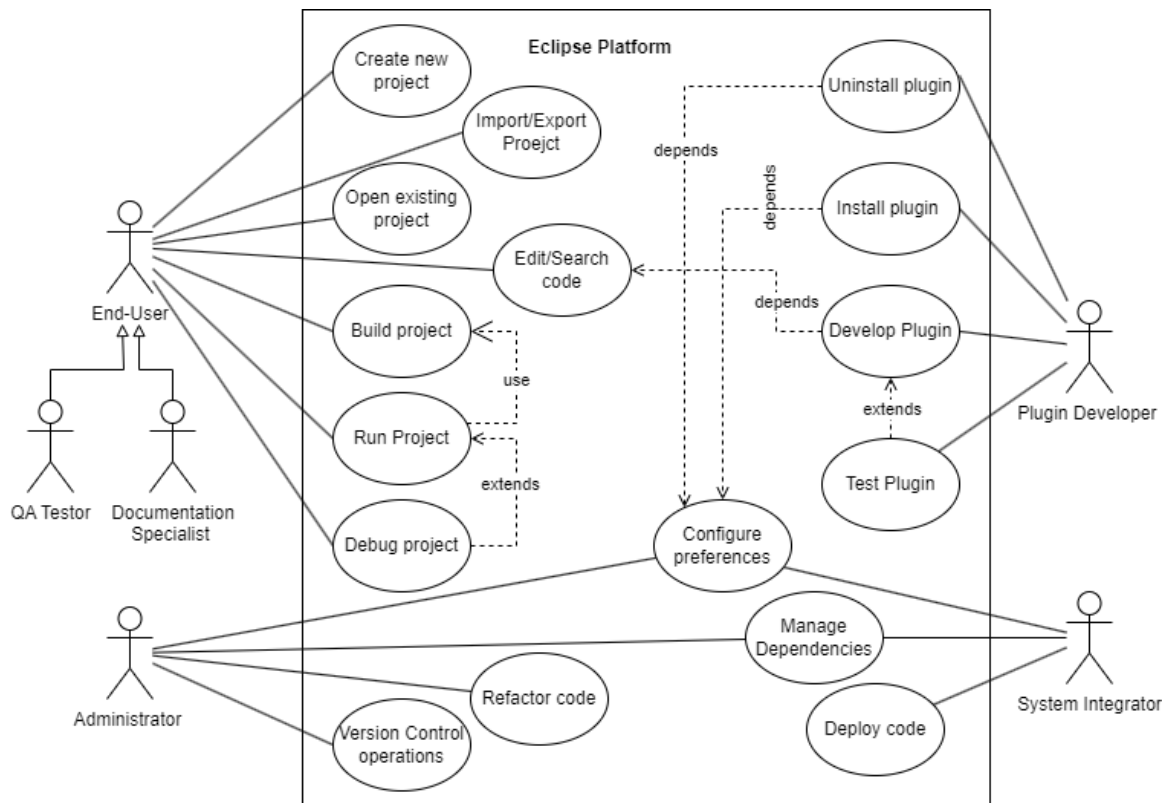 Eclipse Platform
Create new
project
Uninstall plugin
Import/Export
Proejct
depends
depends
Open existing
project
Install plugin
Edit/Search
code
End-User
Build project
depends
Develop Plugin
use
extends
Plugin Developer
Run Project
QA Testor
Documentation
Specialist
extends
Test Plugin
Debug project
Configure
preferences
Administrator
Manage
Dependencies
System Integrator
Refactor code
Version Control
operations
Deploy code